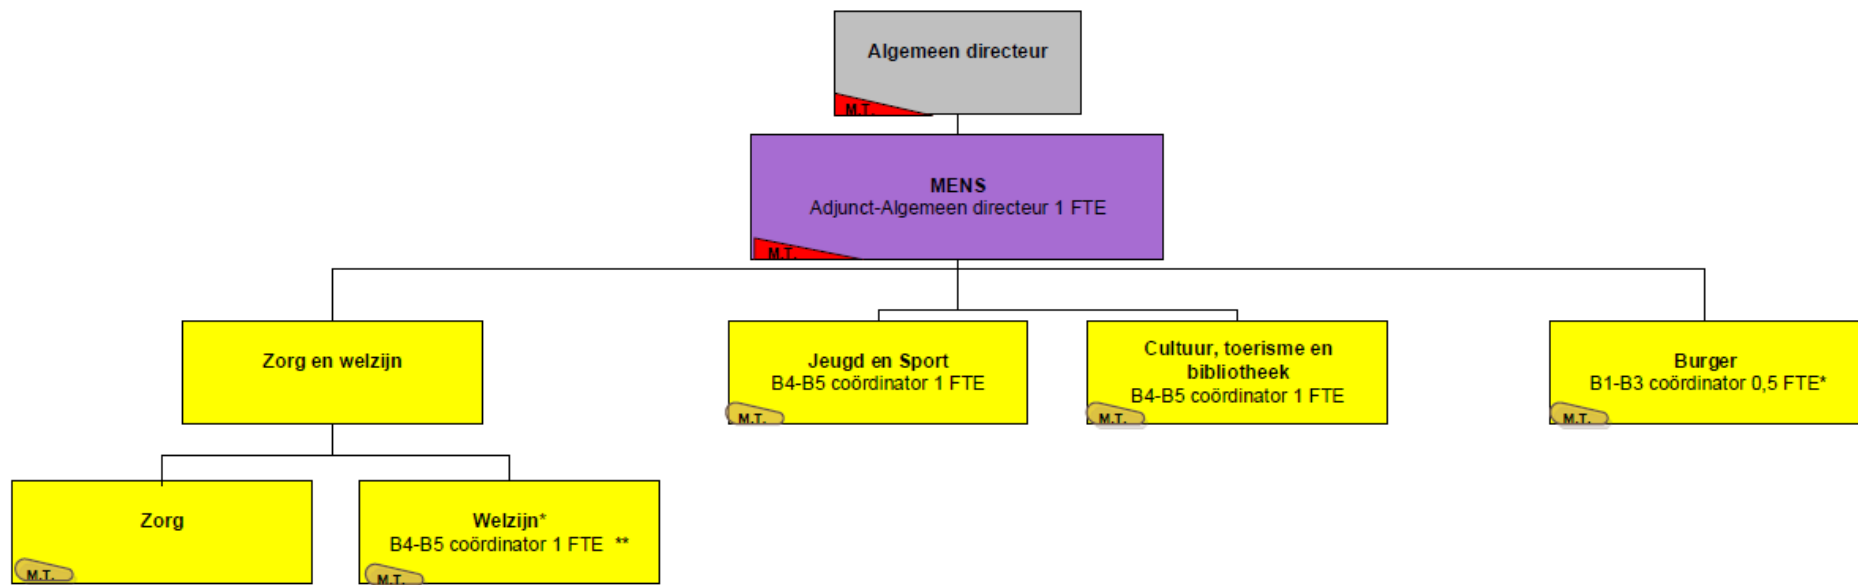 Algemeen directeur
M.T.
MENS
Adjunct-Algemeen directeur 1 FTE
M.T.
Zorg en welzijn
Jeugd en Sport
B4-B5 coördinator 1 FTE
M.T.
Cultuur, toerisme en
bibliotheek
B4-B5 coördinator 1 FTE
M.T.
Burger
B1-B3 coördinator 0,5 FTE*
M.T.
Zorg
M.T.
Welzijn*
B4-B5 coördinator 1 FTE **
M.T.